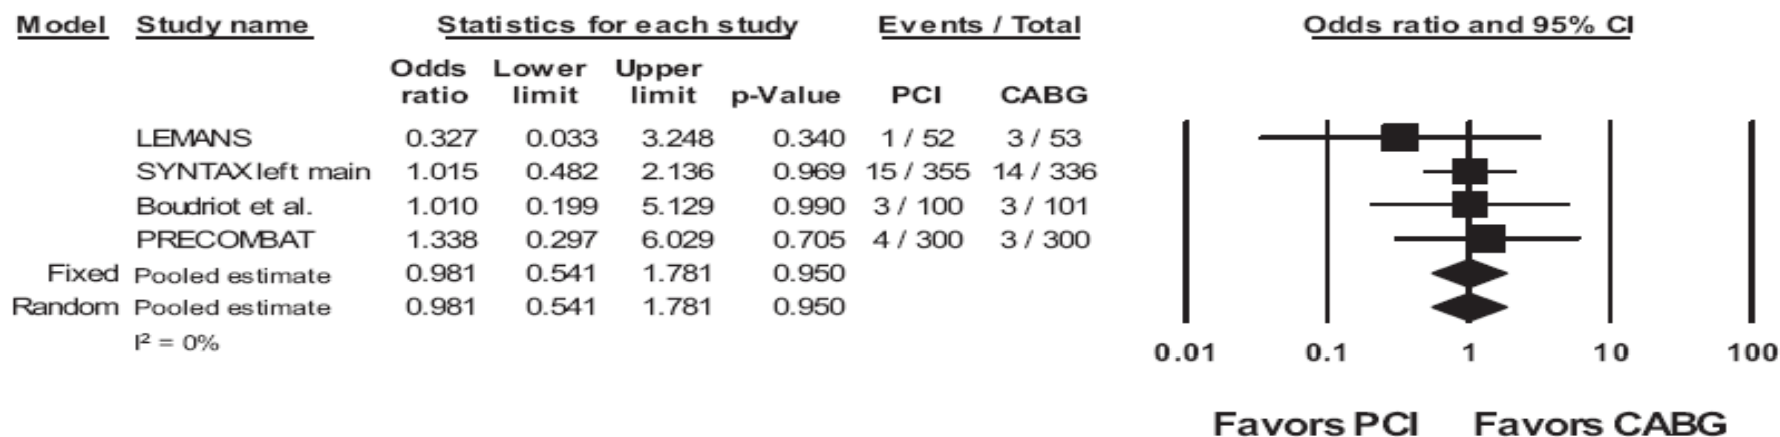 Model Study name Statistics for each study Events / Total Odds ratio and 95% CI
Odds ratio Lower limit Upper limit p-Value PCI CABG
LEMANS 0.327 0.033 3.248 0.340 1 / 52 3 / 53
SYNTAX left main 1.015 0.482 2.136 0.969 15 / 355 14 / 336
Boudriot et al. 1.010 0.199 5.129 0.990 3 / 100 3 / 101
PRECOMBAT 1.338 0.297 6.029 0.705 4 / 300 3 / 300
Fixed Pooled estimate 0.981 0.541 1.781 0.950
Random Pooled estimate 0.981 0.541 1.781 0.950
I² = 0%
0.01 0.1 1 10 100
Favors PCI Favors CABG